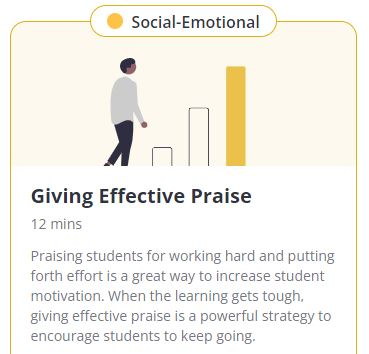 Social-Emotional
Giving Effective Praise
12 mins
Praising students for working hard and putting
forth effort is a great way to increase student
motivation. When the learning gets tough,
giving effective praise is a powerful strategy to
encourage students to keep going.